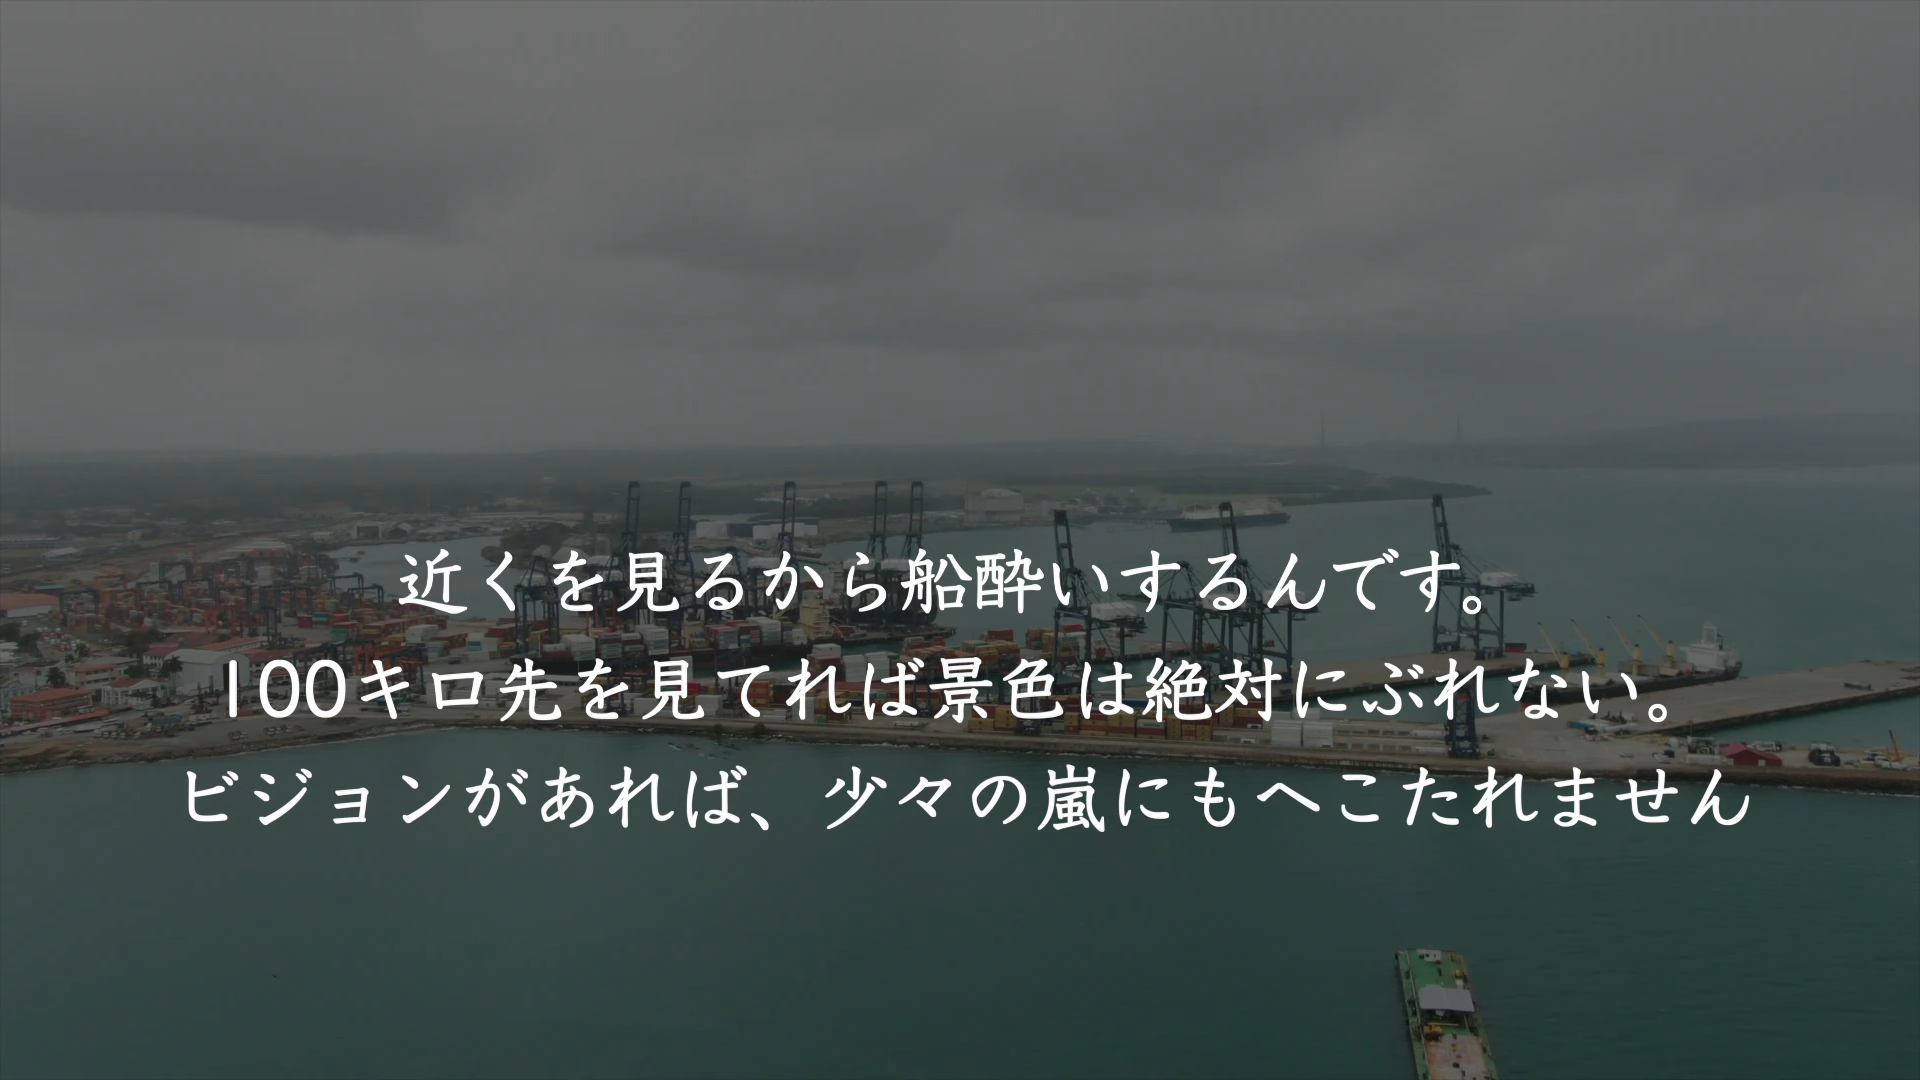 近くを見るから船酔いするんです。
100キロ先を見てれば景色は絶対にぶれない。
ビジョンがあれば、少々の嵐にもへこたれません